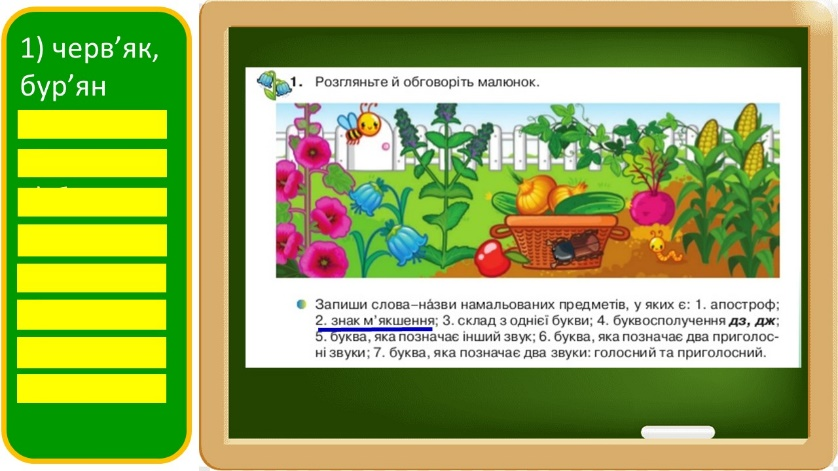 1) черв’як,
бур’ян
1. Розгляньте й обговоріть малюнок.
Запиши слова–на́зви намальованих предметів, у яких є: 1. апостроф;
2. знак м’якшення; 3. склад з однієї букви; 4. буквосполучення дз, дж;
5. буква, яка позначає інший звук; 6. буква, яка позначає два приголос-
ні звуки; 7. буква, яка позначає два звуки: голосний та приголосний.